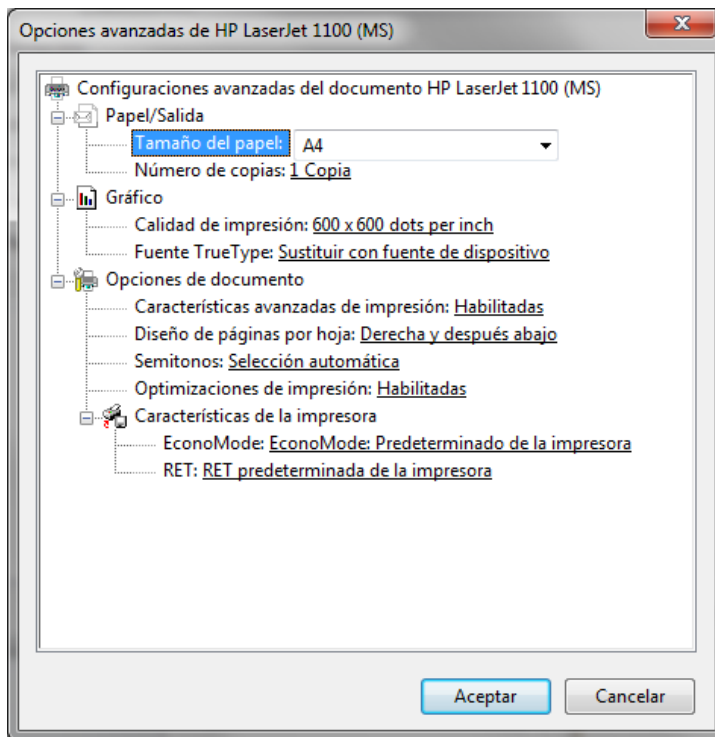 Opciones avanzadas de HP LaserJet 1100 (MS)
Configuraciones avanzadas del documento HP LaserJet 1100 (MS)
Papel/Salida
Tamaño del papel: A4
Número de copias: 1 Copia
Gráfico
Calidad de impresión: 600 x 600 dots per inch
Fuente TrueType: Sustituir con fuente de dispositivo
Opciones de documento
Características avanzadas de impresión: Habilitadas
Diseño de páginas por hoja: Derecha y después abajo
Semitonos: Selección automática
Optimizaciones de impresión: Habilitadas
Características de la impresora
EconoMode: EconoMode: Predeterminado de la impresora
RET: RET predeterminada de la impresora
Aceptar Cancelar